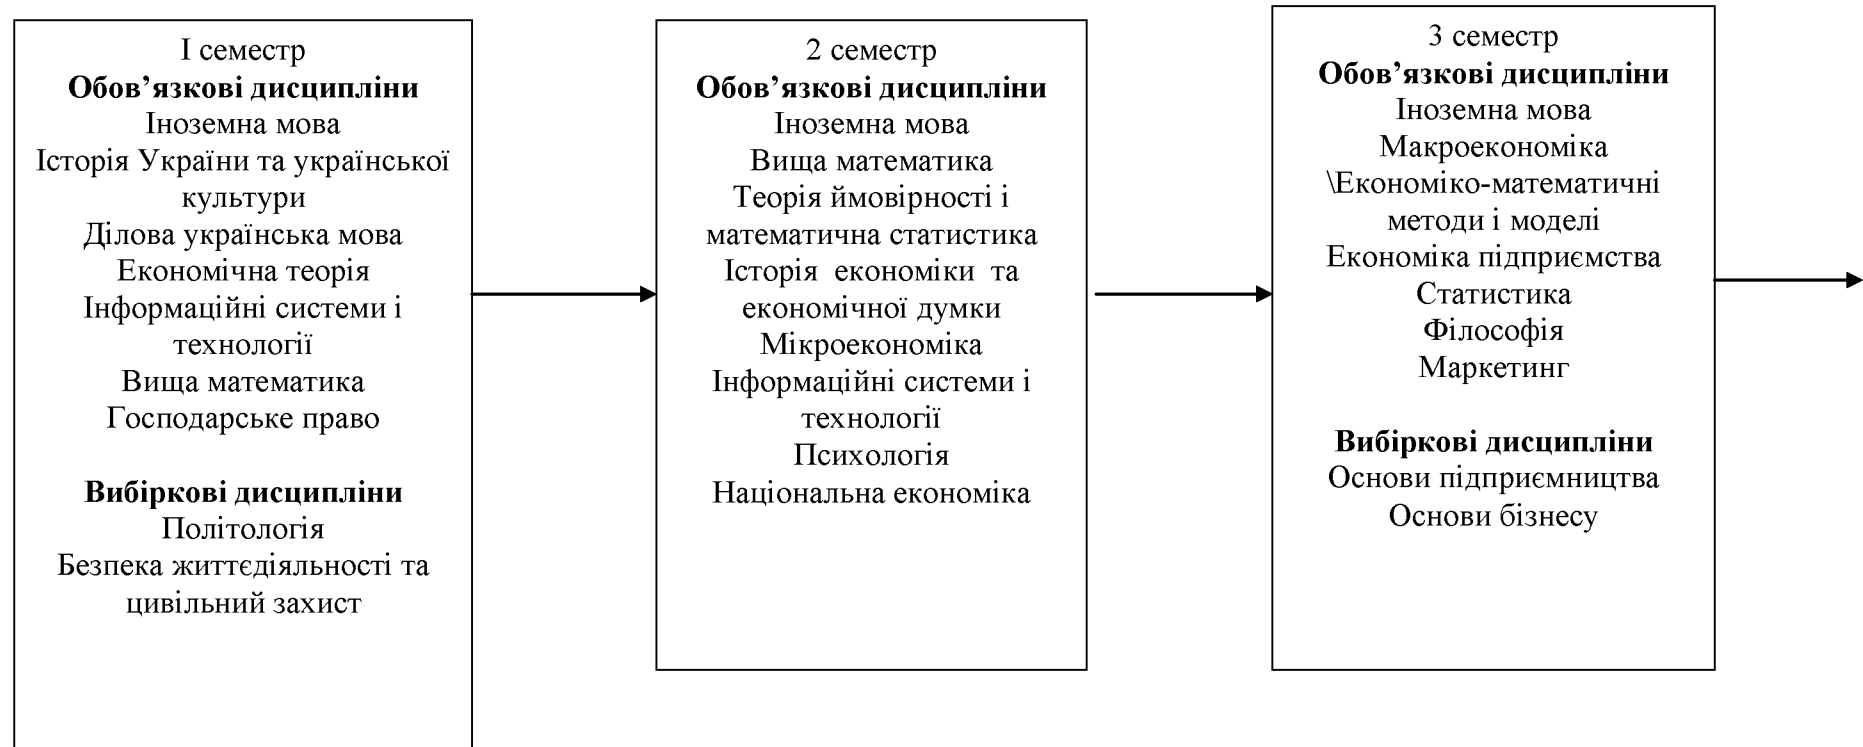 І семестр
Обов’язкові дисципліни
Іноземна мова
Історія України та української
культури
Ділова українська мова
Економічна теорія
Інформаційні системи і
технології
Вища математика
Господарське право
Вибіркові дисципліни
Політологія
Безпека життєдіяльності та
цивільний захист
2 семестр
Обов’язкові дисципліни
Іноземна мова
Вища математика
Теорія ймовірності і
математична статистика
Історія економіки та
економічної думки
Мікроекономіка
Інформаційні системи і
технології
Психологія
Національна економіка
3 семестр
Обов’язкові дисципліни
Іноземна мова
Макроекономіка
\Економіко-математичні
методи і моделі
Економіка підприємства
Статистика
Філософія
Маркетинг
Вибіркові дисципліни
Основи підприємництва
Основи бізнесу